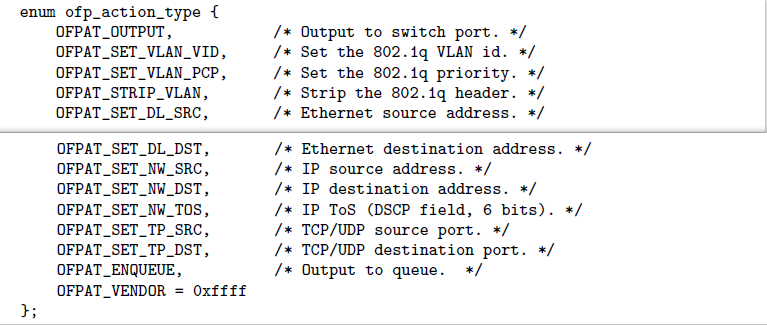 enum ofp_action_type {
OFPAT_OUTPUT, /* Output to switch port. */
OFPAT_SET_VLAN_VID, /* Set the 802.1q VLAN id. */
OFPAT_SET_VLAN_PCP, /* Set the 802.1q priority. */
OFPAT_STRIP_VLAN, /* Strip the 802.1q header. */
OFPAT_SET_DL_SRC, /* Ethernet source address. */
OFPAT_SET_DL_DST, /* Ethernet destination address. */
OFPAT_SET_NW_SRC, /* IP source address. */
OFPAT_SET_NW_DST, /* IP destination address. */
OFPAT_SET_NW_TOS, /* IP ToS (DSCP field, 6 bits). */
OFPAT_SET_TP_SRC, /* TCP/UDP source port. */
OFPAT_SET_TP_DST, /* TCP/UDP destination port. */
OFPAT_ENQUEUE, /* Output to queue. */
OFPAT_VENDOR = 0xffff
};